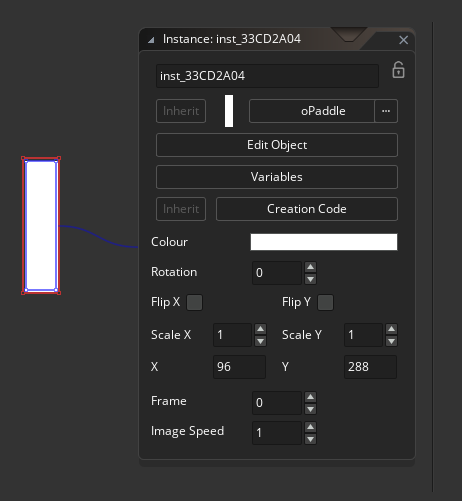 Instance: inst_33CD2A04
inst_33CD2A04
Inherit oPaddle ...
Edit Object
Variables
Inherit Creation Code
Colour
Rotation 0
Flip X Flip Y
Scale X 1 Scale Y 1
X 96 Y 288
Frame 0
Image Speed 1